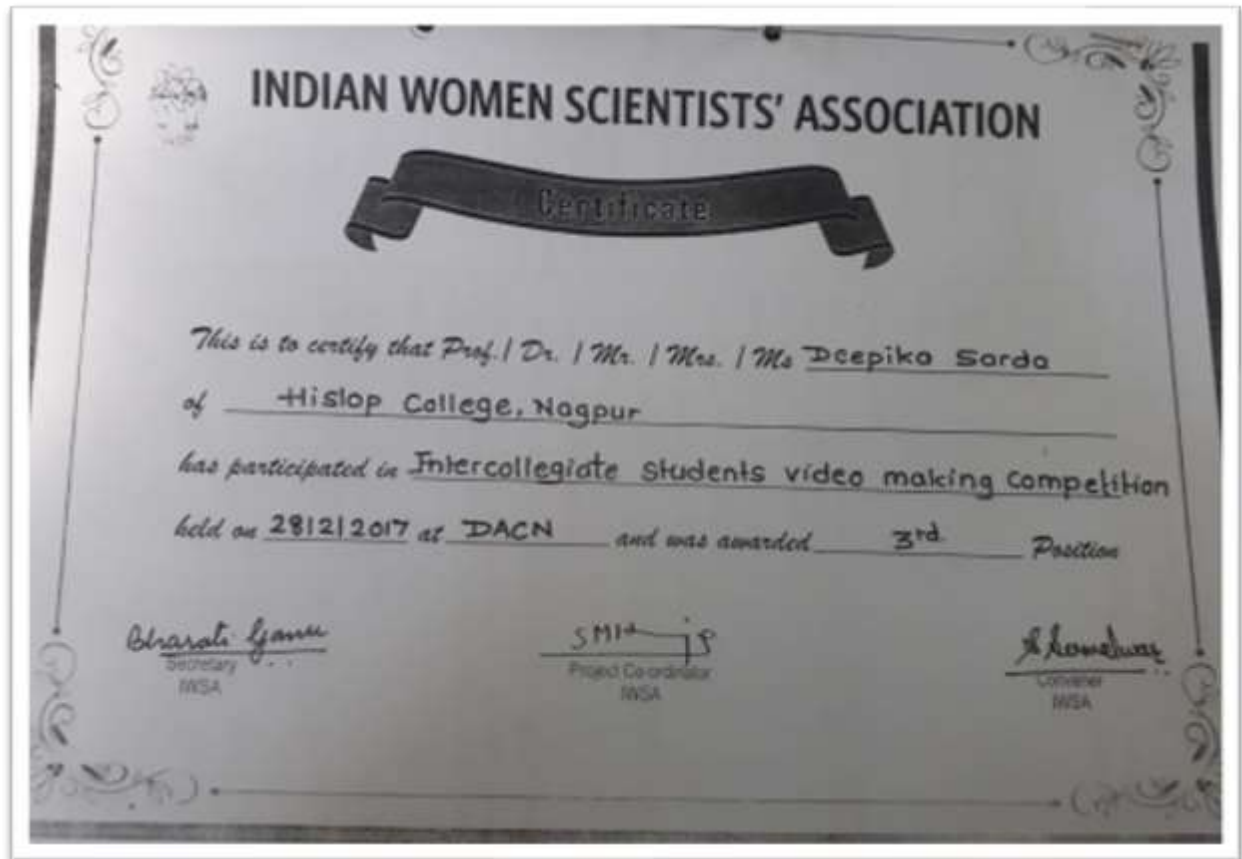 INDIAN WOMEN SCIENTISTS' ASSOCIATION
Certificate
This is to certify that Prof. / Dr. / Mr. / Mrs. / Ms Deepika Sarda
of Hislop College, Nagpur
has participated in Intercollegiate Students video making Competition
held on 28/2/2017 at DACN and was awarded 3rd Position
Bharati
Secretary Project Co-ordinator Convener
IWSA IWSA IWSA